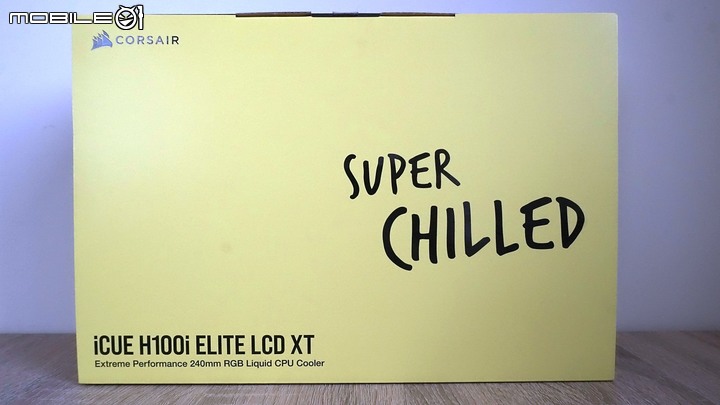 MOBILE01
CORSAIR
SUPER
CHILLED
iCUE H100i ELITE LCD XT
Extreme Performance 240mm RGB Liquid CPU Cooler